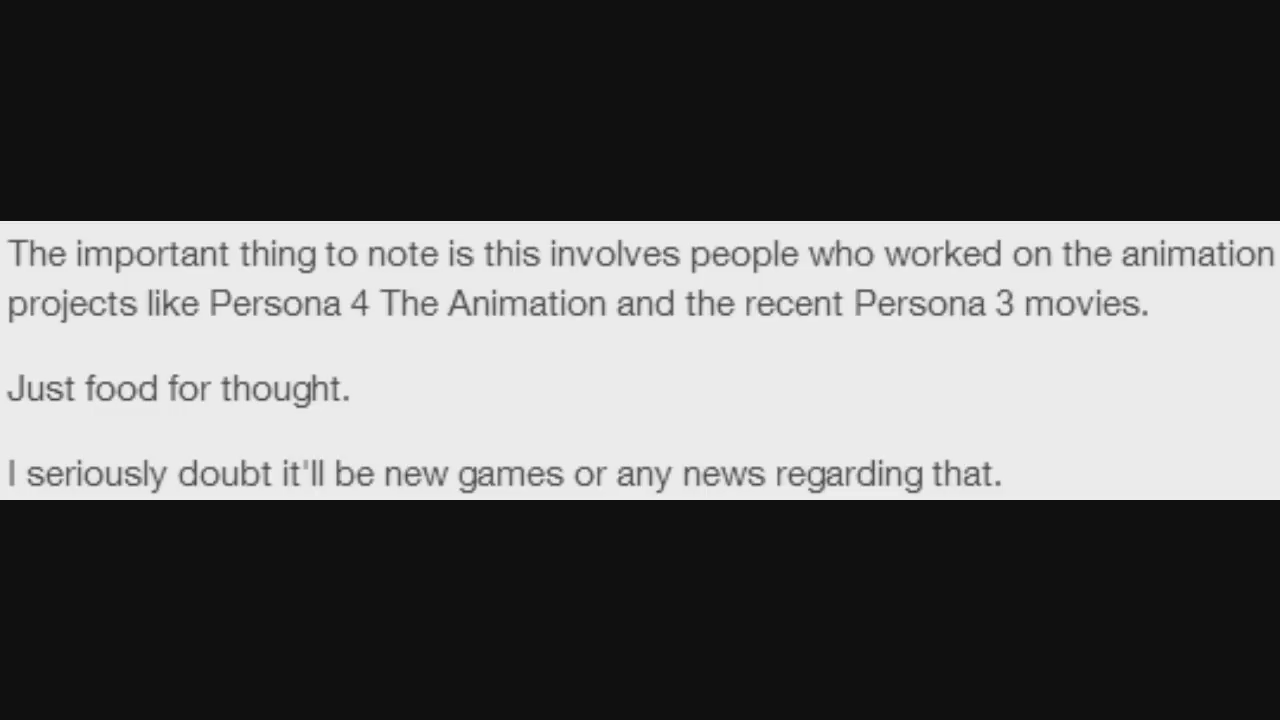 The important thing to note is this involves people who worked on the animation
projects like Persona 4 The Animation and the recent Persona 3 movies.
Just food for thought.
I seriously doubt it'll be new games or any news regarding that.